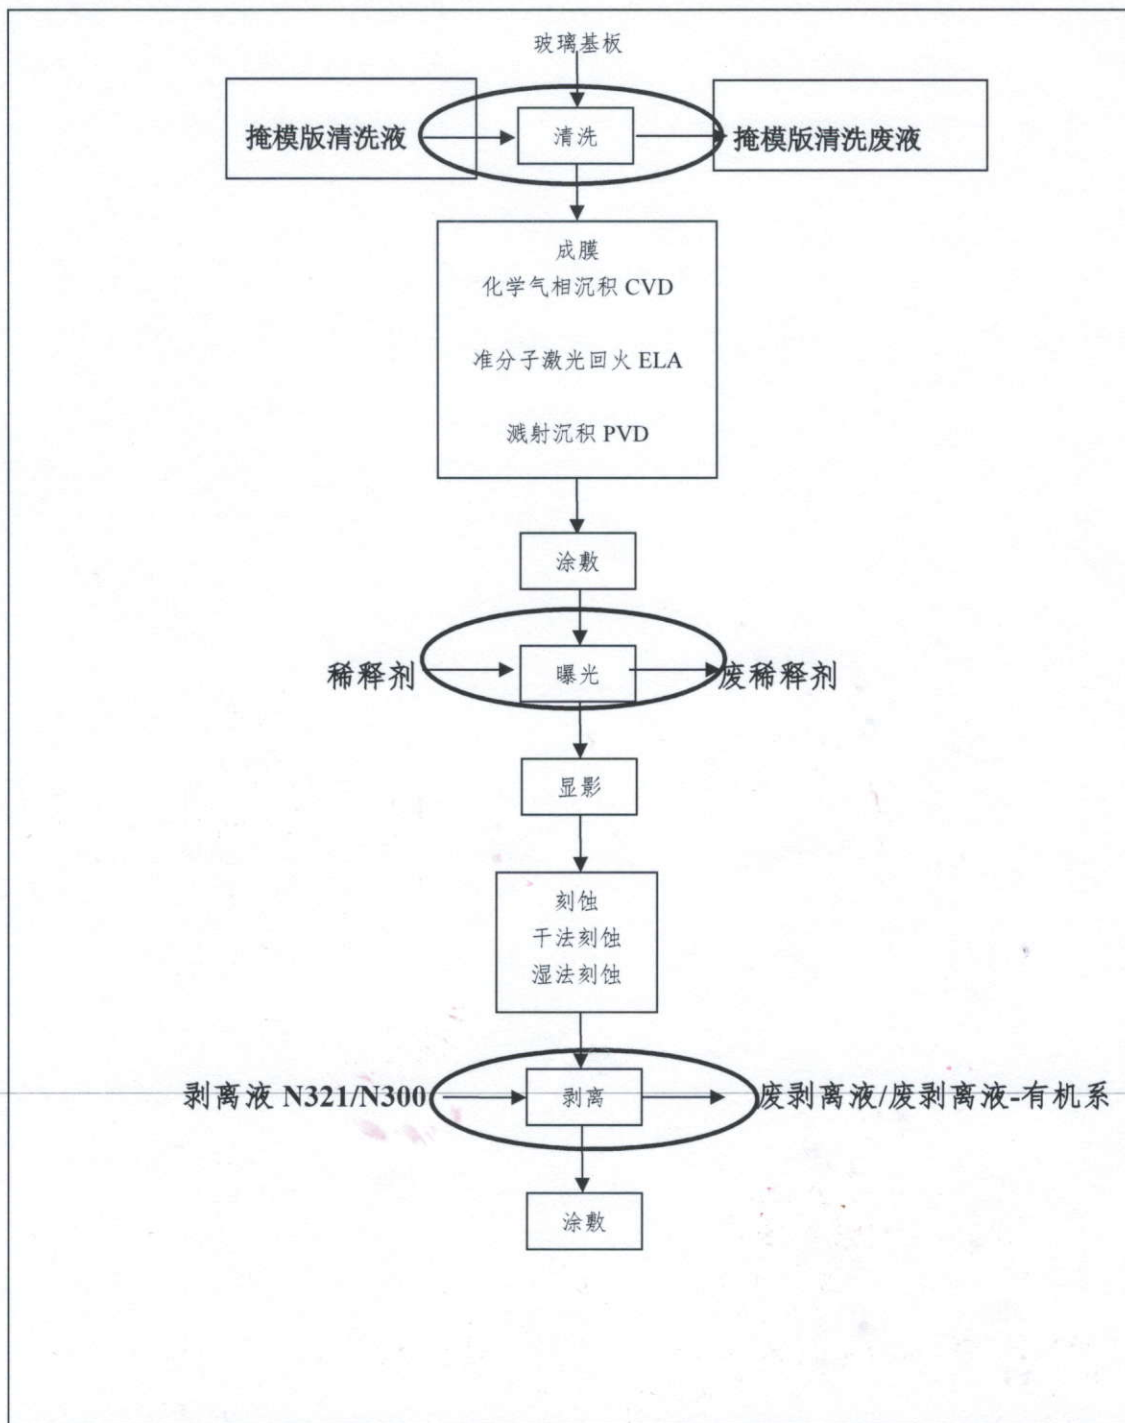 玻璃基板
掩模版清洗液
清洗
掩模版清洗废液
成膜
化学气相沉积 CVD
准分子激光回火 ELA
溅射沉积 PVD
涂敷
稀释剂
曝光
废稀释剂
显影
刻蚀
干法刻蚀
湿法刻蚀
剥离液 N321/N300
剥离
废剥离液/废剥离液-有机系
涂敷